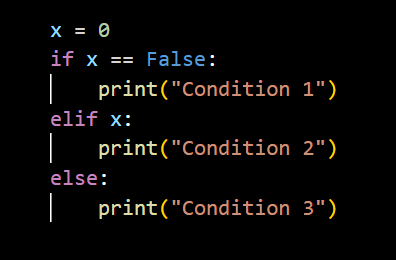 x = 0
if x == False:
    print("Condition 1")
elif x:
    print("Condition 2")
else:
    print("Condition 3")